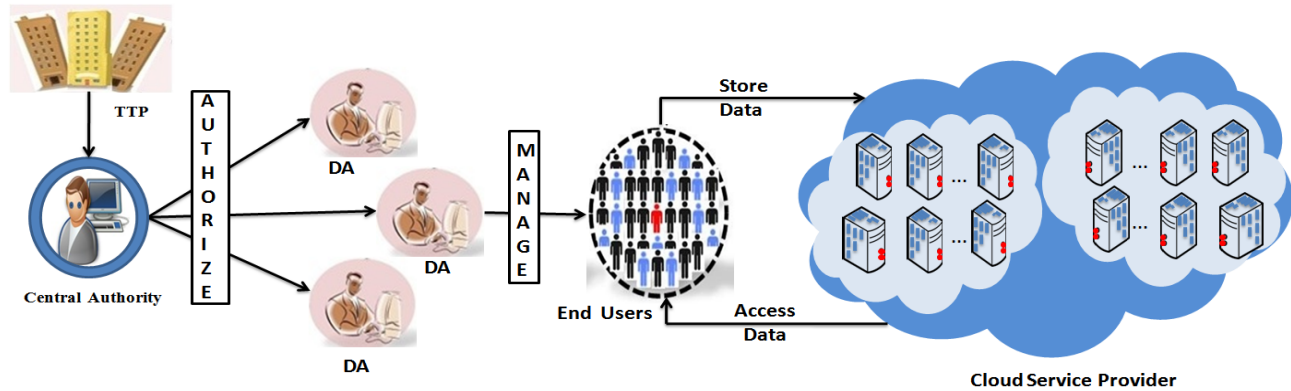 TTP
Central Authority
AUTHORIZE
DA
DA
DA
MANAGE
End Users
Store
Data
Access
Data
...
...
...
...
Cloud Service Provider